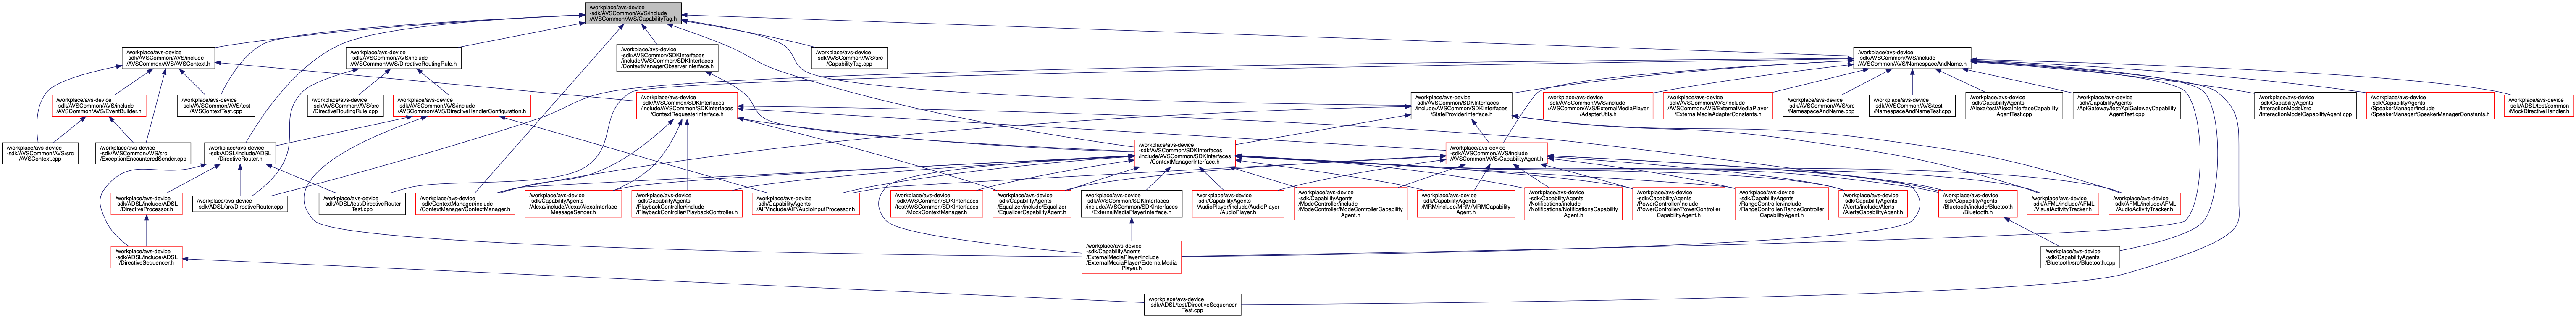 /workplace/avs-device
-sdk/AVSCommon/AVS/include
/AVSCommon/AVS/CapabilityTag.h
/workplace/avs-device
-sdk/AVSCommon/AVS/include
/AVSCommon/AVS/AVSContext.h
/workplace/avs-device
-sdk/AVSCommon/AVS/include
/AVSCommon/AVS/DirectiveRoutingRule.h
/workplace/avs-device
-sdk/AVSCommon/SDKInterfaces
/include/AVSCommon/SDKInterfaces
/ContextManagerObserverInterface.h
/workplace/avs-device
-sdk/AVSCommon/AVS/src
/CapabilityTag.cpp
/workplace/avs-device
-sdk/AVSCommon/AVS/include
/AVSCommon/AVS/NamespaceAndName.h
/workplace/avs-device
-sdk/AVSCommon/AVS/include
/AVSCommon/AVS/EventBuilder.h
/workplace/avs-device
-sdk/AVSCommon/AVS/test
/AVSContextTest.cpp
/workplace/avs-device
-sdk/AVSCommon/AVS/src
/DirectiveRoutingRule.cpp
/workplace/avs-device
-sdk/AVSCommon/AVS/include
/AVSCommon/AVS/DirectiveHandlerConfiguration.h
/workplace/avs-device
-sdk/AVSCommon/SDKInterfaces
/include/AVSCommon/SDKInterfaces
/ContextRequesterInterface.h
/workplace/avs-device
-sdk/AVSCommon/SDKInterfaces
/include/AVSCommon/SDKInterfaces
/StateProviderInterface.h
/workplace/avs-device
-sdk/AVSCommon/AVS/include
/AVSCommon/AVS/ExternalMediaPlayer
/AdapterUtils.h
/workplace/avs-device
-sdk/AVSCommon/AVS/include
/AVSCommon/AVS/ExternalMediaPlayer
/ExternalMediaAdapterConstants.h
/workplace/avs-device
-sdk/AVSCommon/AVS/src
/NamespaceAndName.cpp
/workplace/avs-device
-sdk/AVSCommon/AVS/test
/NamespaceAndNameTest.cpp
/workplace/avs-device
-sdk/CapabilityAgents
/Alexa/test/AlexaInterfaceCapability
AgentTest.cpp
/workplace/avs-device
-sdk/CapabilityAgents
/ApiGateway/test/ApiGatewayCapability
AgentTest.cpp
/workplace/avs-device
-sdk/CapabilityAgents
/InteractionModel/src
/InteractionModelCapabilityAgent.cpp
/workplace/avs-device
-sdk/CapabilityAgents
/SpeakerManager/include
/SpeakerManager/SpeakerManagerConstants.h
/workplace/avs-device
-sdk/ADSL/test/common
/MockDirectiveHandler.h
/workplace/avs-device
-sdk/AVSCommon/AVS/src
/AVSContext.cpp
/workplace/avs-device
-sdk/AVSCommon/AVS/src
/ExceptionEncounteredSender.cpp
/workplace/avs-device
-sdk/ADSL/include/ADSL
/DirectiveRouter.h
/workplace/avs-device
-sdk/AVSCommon/SDKInterfaces
/include/AVSCommon/SDKInterfaces
/ContextManagerInterface.h
/workplace/avs-device
-sdk/AVSCommon/AVS/include
/AVSCommon/AVS/CapabilityAgent.h
/workplace/avs-device
-sdk/ADSL/include/ADSL
/DirectiveProcessor.h
/workplace/avs-device
-sdk/ADSL/src/DirectiveRouter.cpp
/workplace/avs-device
-sdk/ADSL/test/DirectiveRouter
Test.cpp
/workplace/avs-device
-sdk/ContextManager/include
/ContextManager/ContextManager.h
/workplace/avs-device
-sdk/CapabilityAgents
/Alexa/include/Alexa/AlexaInterface
MessageSender.h
/workplace/avs-device
-sdk/CapabilityAgents
/PlaybackController/include
/PlaybackController/PlaybackController.h
/workplace/avs-device
-sdk/CapabilityAgents
/AIP/include/AIP/AudioInputProcessor.h
/workplace/avs-device
-sdk/AVSCommon/SDKInterfaces
/test/AVSCommon/SDKInterfaces
/MockContextManager.h
/workplace/avs-device
-sdk/CapabilityAgents
/Equalizer/include/Equalizer
/EqualizerCapabilityAgent.h
/workplace/avs-device
-sdk/AVSCommon/SDKInterfaces
/include/AVSCommon/SDKInterfaces
/ExternalMediaPlayerInterface.h
/workplace/avs-device
-sdk/CapabilityAgents
/AudioPlayer/include/AudioPlayer
/AudioPlayer.h
/workplace/avs-device
-sdk/CapabilityAgents
/ModeController/include
/ModeController/ModeControllerCapability
Agent.h
/workplace/avs-device
-sdk/CapabilityAgents
/MRM/include/MRM/MRMCapability
Agent.h
/workplace/avs-device
-sdk/CapabilityAgents
/Notifications/include
/Notifications/NotificationsCapability
Agent.h
/workplace/avs-device
-sdk/CapabilityAgents
/PowerController/include
/PowerController/PowerController
CapabilityAgent.h
/workplace/avs-device
-sdk/CapabilityAgents
/RangeController/include
/RangeController/RangeController
CapabilityAgent.h
/workplace/avs-device
-sdk/CapabilityAgents
/Alerts/include/Alerts
/AlertsCapabilityAgent.h
/workplace/avs-device
-sdk/CapabilityAgents
/Bluetooth/include/Bluetooth
/Bluetooth.h
/workplace/avs-device
-sdk/AFML/include/AFML
/VisualActivityTracker.h
/workplace/avs-device
-sdk/AFML/include/AFML
/AudioActivityTracker.h
/workplace/avs-device
-sdk/ADSL/include/ADSL
/DirectiveSequencer.h
/workplace/avs-device
-sdk/CapabilityAgents
/ExternalMediaPlayer/include
/ExternalMediaPlayer/ExternalMedia
Player.h
/workplace/avs-device
-sdk/CapabilityAgents
/Bluetooth/src/Bluetooth.cpp
/workplace/avs-device
-sdk/ADSL/test/DirectiveSequencer
Test.cpp